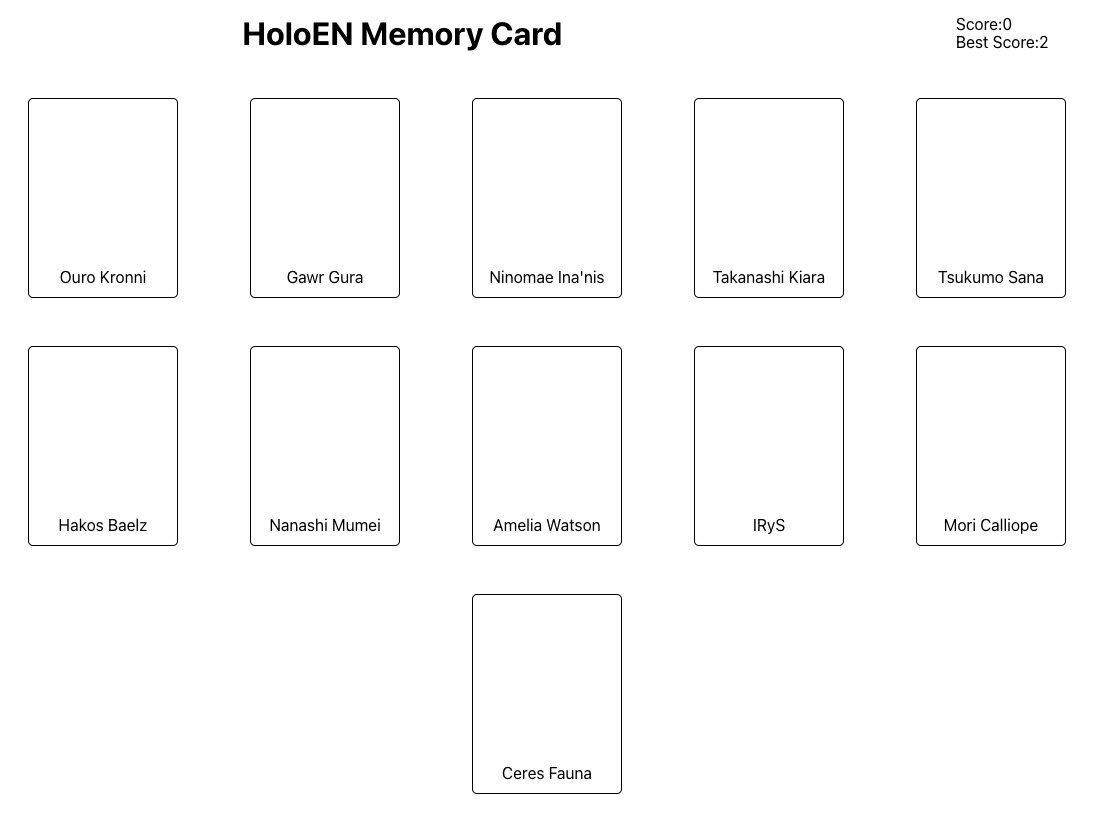 HoloEN Memory Card
Score:0
Best Score:2
Ouro Kronni
Gawr Gura
Ninomae Ina'nis
Takanashi Kiara
Tsukumo Sana
Hakos Baelz
Nanashi Mumei
Amelia Watson
IRyS
Mori Calliope
Ceres Fauna